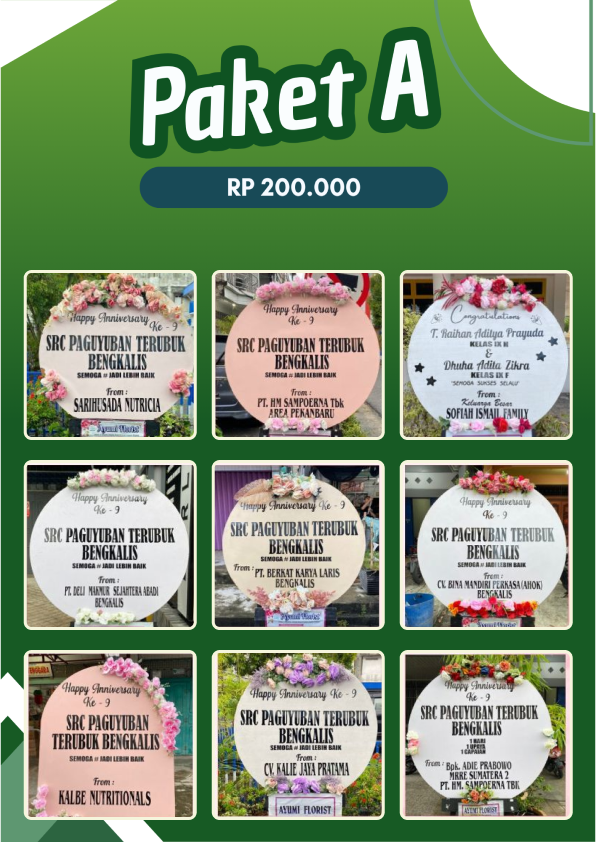 Paket A
RP 200.000
Happy Anniversary
Ke - 9
SRC PAGUYUBAN TERUBUK
BENGKALIS
SEMOGA # JADI LEBIH BAIK
From :
SARIHUSADA NUTRICIA
Ayumi Florist
Happy Anniversary
Ke - 9
SRC PAGUYUBAN TERUBUK
BENGKALIS
SEMOGA # JADI LEBIH BAIK
From :
PT. HM SAMPOERNA Tbk
AREA PEKANBARU
Congratulations
T. Raihan Aditya Prayuda
KELAS IX H
&
Dhuha Adila Zikra
KELAS IX F
"SEMOGA SUKSES SELALU"
From :
Keluarga Besar
SOFIAH ISMAIL FAMILY
Happy Anniversary
Ke - 9
SRC PAGUYUBAN TERUBUK
BENGKALIS
SEMOGA # JADI LEBIH BAIK
From :
PT. DELI MAKMUR SEJAHTERA ABADI
BENGKALIS
Happy Anniversary
Ke - 9
SRC PAGUYUBAN TERUBUK
BENGKALIS
SEMOGA # JADI LEBIH BAIK
From :
PT. BERKAT KARYA LARIS
BENGKALIS
Ayumi Florist
Happy Anniversary
Ke - 9
SRC PAGUYUBAN TERUBUK
BENGKALIS
SEMOGA # JADI LEBIH BAIK
From :
CV. BINA MANDIRI PERKASA (AHOK)
BENGKALIS
Ayumi Florist
Happy Anniversary
Ke - 9
SRC PAGUYUBAN
TERUBUK BENGKALIS
SEMOGA # JADI LEBIH BAIK
From :
KALBE NUTRITIONALS
Happy Anniversary
Ke - 9
SRC PAGUYUBAN TERUBUK
BENGKALIS
SEMOGA # JADI LEBIH BAIK
From :
CV. KALIE JAYA PRATAMA
AYUMI FLORIST
Happy Anniversary
Ke - 9
SRC PAGUYUBAN TERUBUK
BENGKALIS
1 HARI
1 UPAYA
1 CAPAIAN
From :
Bpk. ADIE PRABOWO
MRRE SUMATERA 2
PT. HM. SAMPOERNA TBK
AYUMI FLORIST